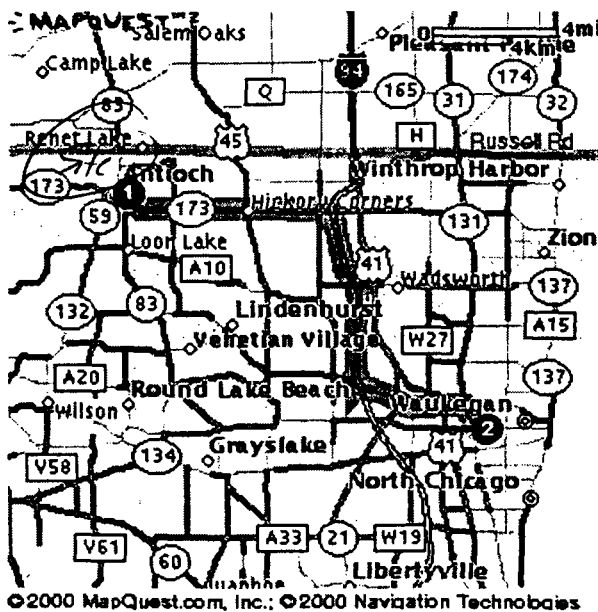 MAPQUEST
4mi
0
Salem Oaks
4km
Camp Lake
94
Q
165
174
83
31
32
45
H
Russell Rd
Renet Lake
Antioch
Winthrop Harbor
173
1
59
173
Hickory Corners
131
Zion
Loon Lake
A10
41
Wadsworth
137
132
83
Lindenhurst
A15
Venetian Village
W27
A20
Round Lake Beach
137
Wilson
Waukegan
2
134
Grayslake
41
V58
North Chicago
V61
A33
21
W19
60
Libertyville
©2000 MapQuest.com, Inc.; ©2000 Navigation Technologies